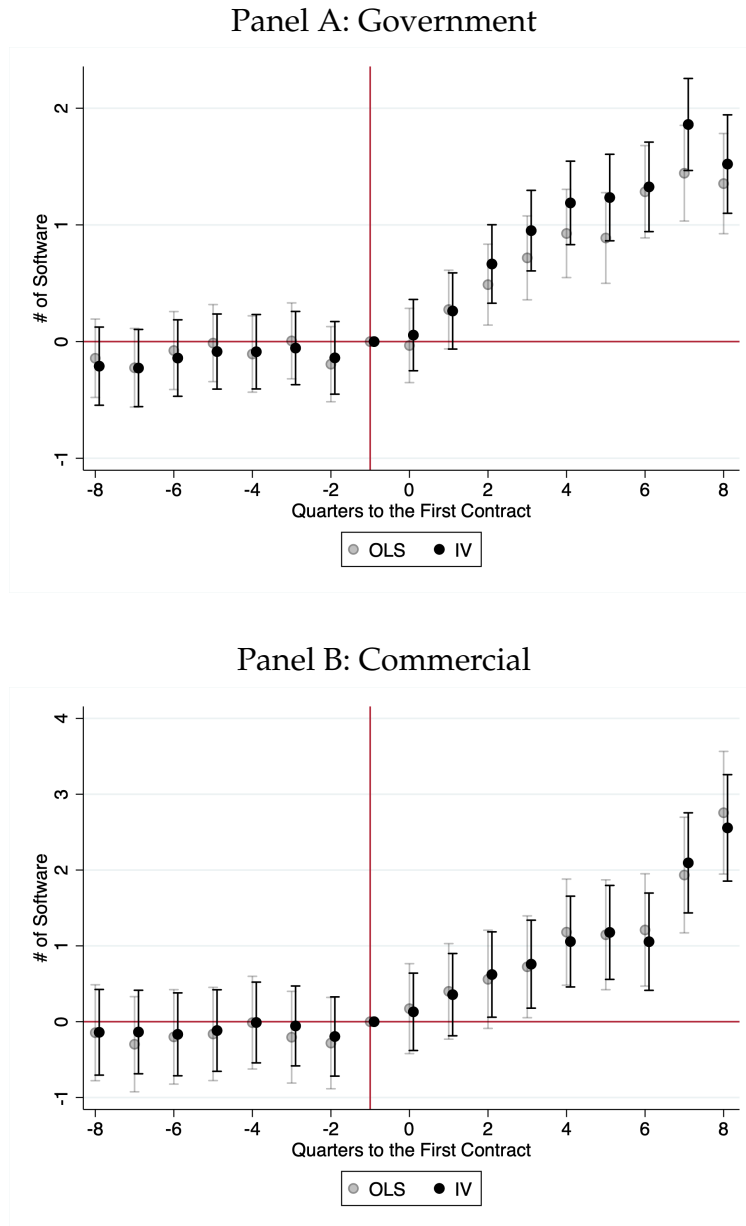 Panel A: Government
2
1
0
-1
# of Software
-8 -6 -4 -2 0 2 4 6 8
Quarters to the First Contract
OLS IV
Panel B: Commercial
4
3
2
1
0
-1
# of Software
-8 -6 -4 -2 0 2 4 6 8
Quarters to the First Contract
OLS IV